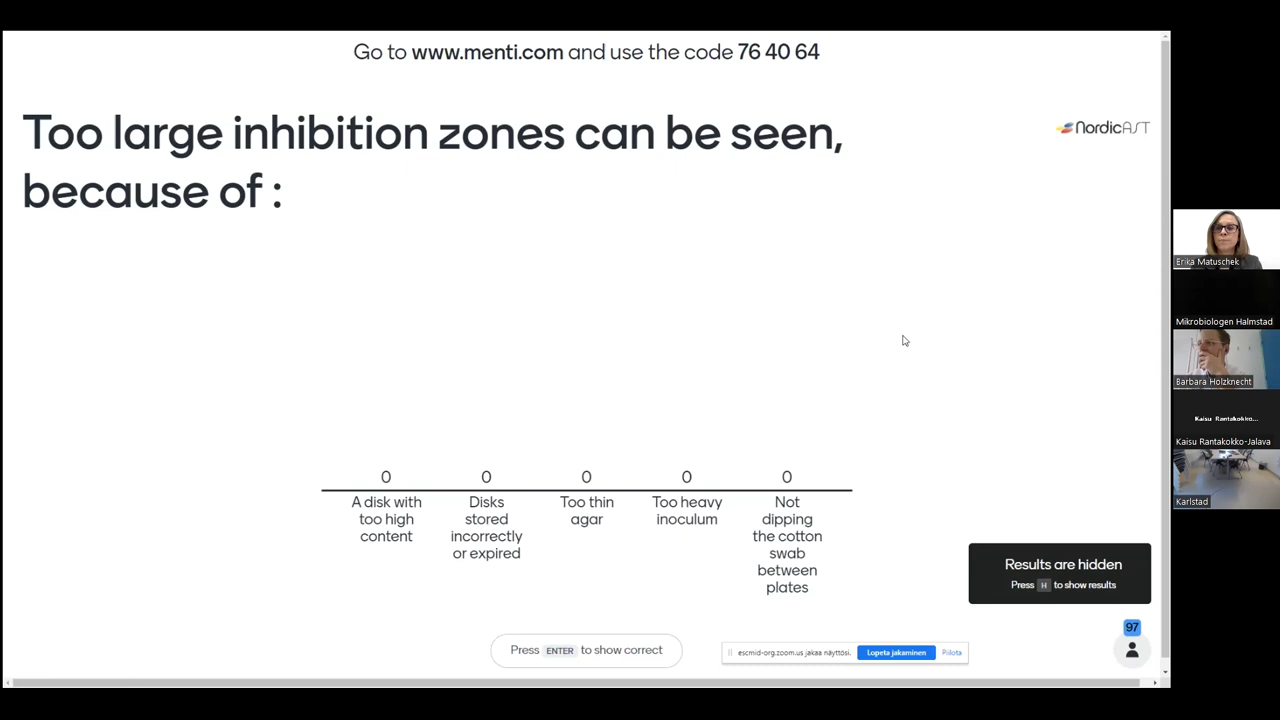 Go to www.menti.com and use the code 76 40 64
Too large inhibition zones can be seen,
because of :
NordicAST
0
0
0
0
0
A disk with
too high
content
Disks
stored
incorrectly
or expired
Too thin
agar
Too heavy
inoculum
Not
dipping
the cotton
swab
between
plates
Results are hidden
Press H to show results
97
Press ENTER to show correct
escmid-org.zoom.us jakaa näyttösi.
Lopeta jakaminen
Piilota
Erika Matuschek
Mikrobiologen Halmstad
Barbara Holzknecht
Kaisu Rantakokko...
Kaisu Rantakokko-Jalava
Karlstad